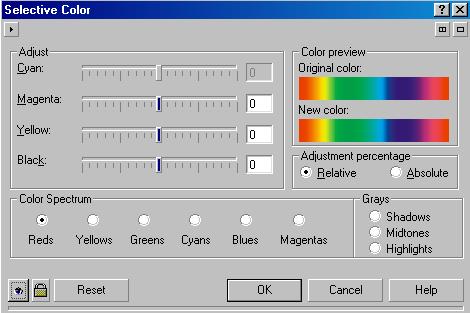 Selective Color
Adjust
Cyan: 0
Magenta: 0
Yellow: 0
Black: 0
Color preview
Original color:
New color:
Adjustment percentage
Relative Absolute
Color Spectrum
Reds Yellows Greens Cyans Blues Magentas
Grays
Shadows
Midtones
Highlights
Reset OK Cancel Help